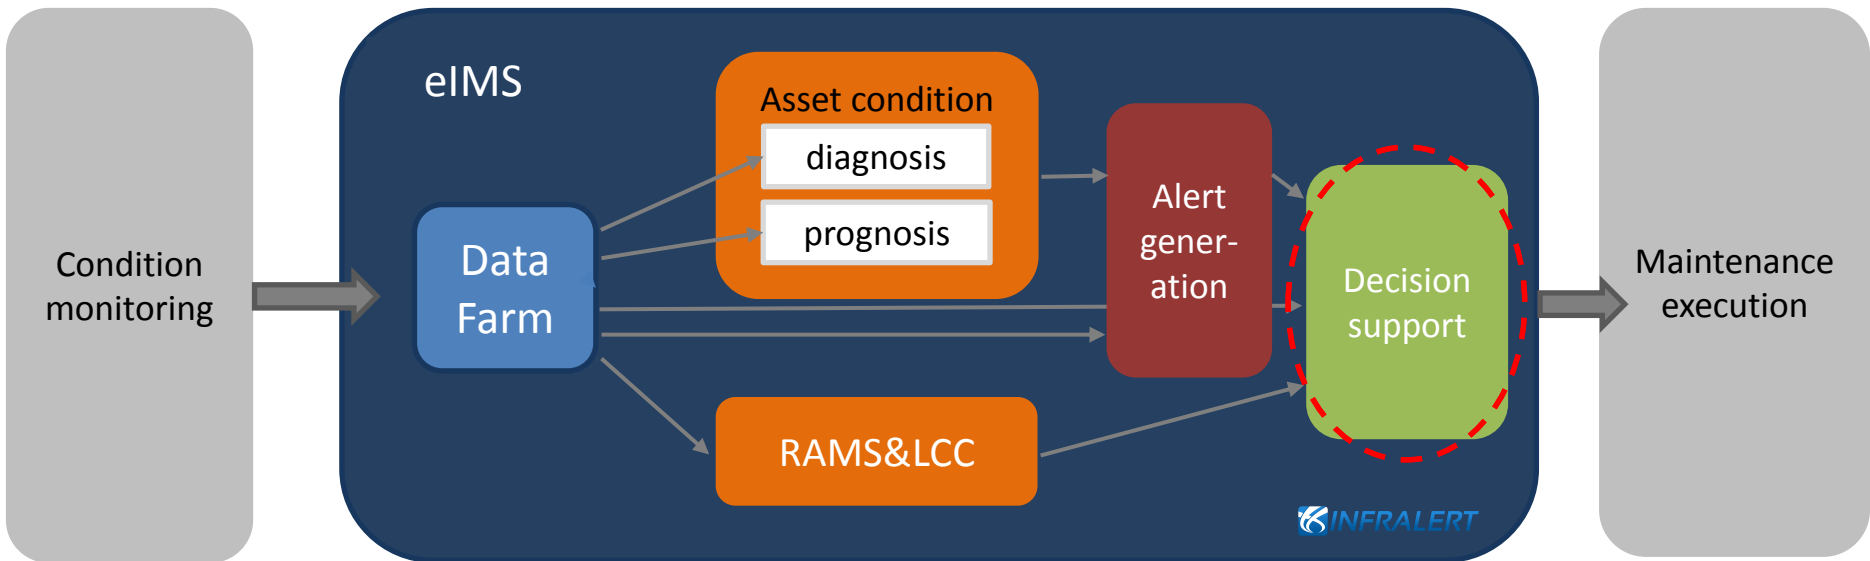 Condition
monitoring
eIMS
Data
Farm
Asset condition
diagnosis
prognosis
RAMS&LCC
Alert
gener-
ation
Decision
support
INFRALERT
Maintenance
execution